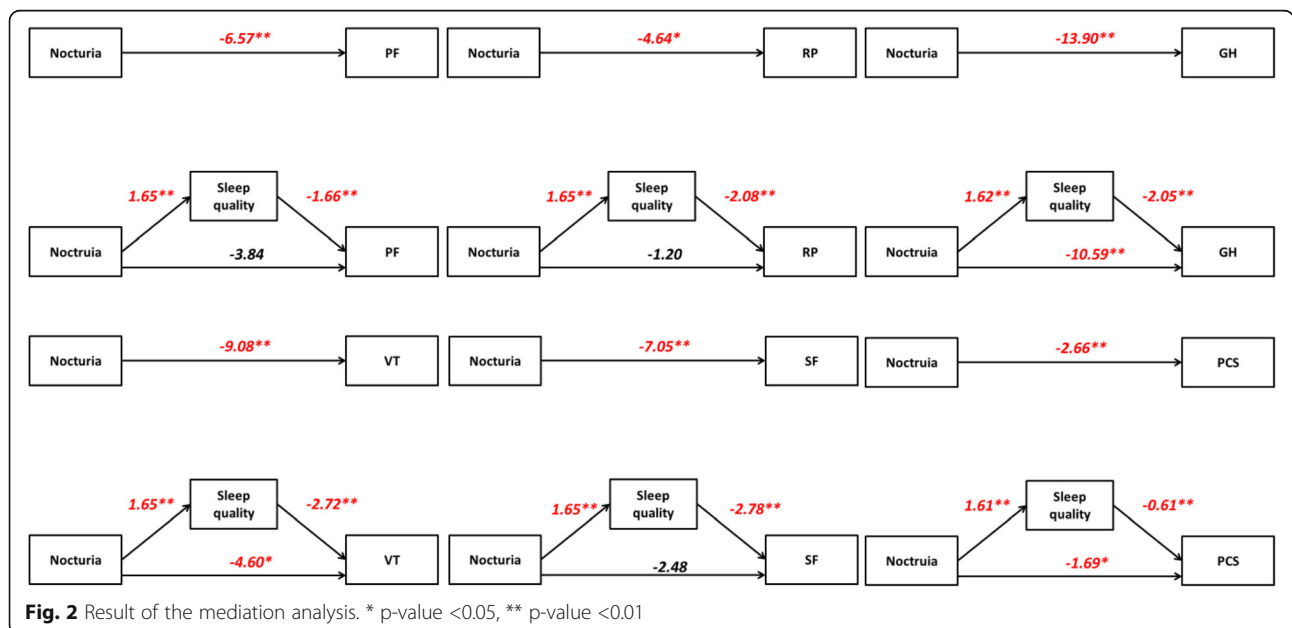 -6.57** -4.64* -13.90**
Nocturia PF Nocturia RP Nocturia GH
Sleep quality Sleep quality Sleep quality
1.65** -1.66** 1.65** -2.08** 1.62** -2.05**
Noctruia -3.84 PF Nocturia -1.20 RP Nocturia -10.59** GH
-9.08** -7.05** -2.66**
Nocturia VT Nocturia SF Noctruia PCS
Sleep quality Sleep quality Sleep quality
1.65** -2.72** 1.65** -2.78** 1.61** -0.61**
Nocturia -4.60* VT Nocturia -2.48 SF Noctruia -1.69* PCS
Fig. 2 Result of the mediation analysis. * p-value <0.05, ** p-value <0.01